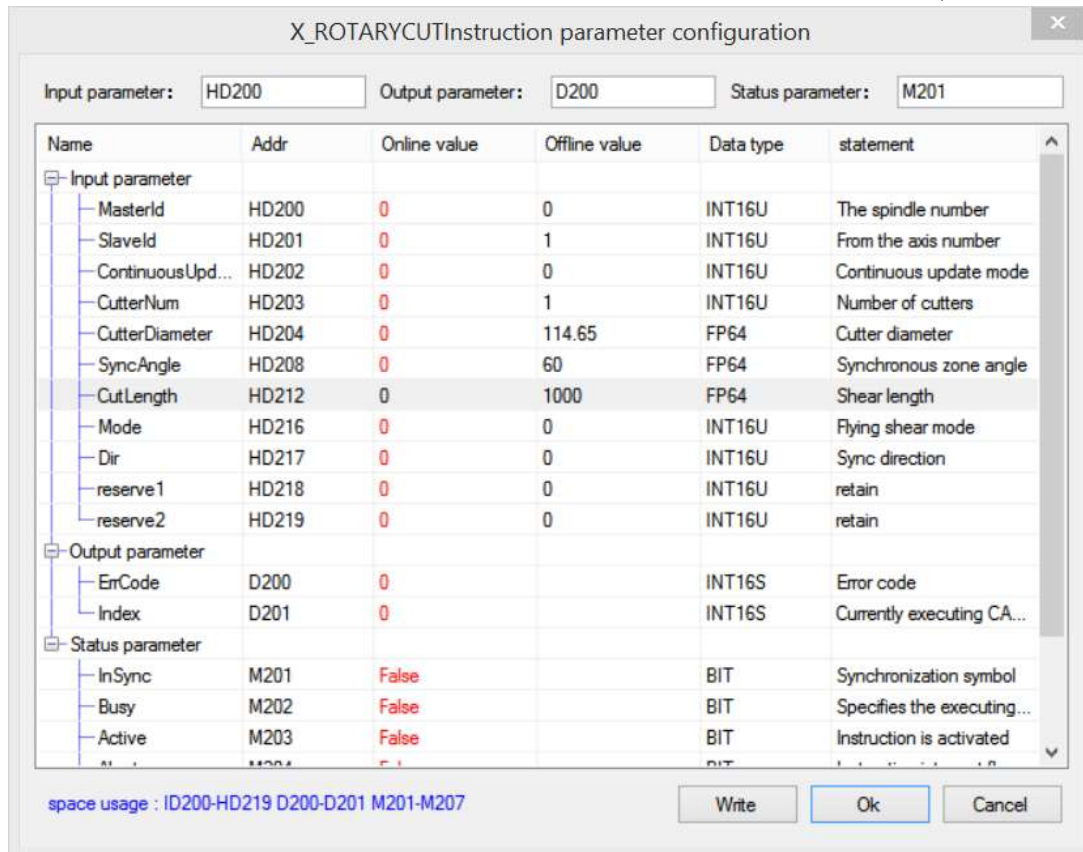 X_ROTARYCUTInstruction parameter configuration
Input parameter: HD200 Output parameter: D200 Status parameter: M201
Name Addr Online value Offline value Data type statement
Input parameter
MasterId HD200 0 0 INT16U The spindle number
SlaveId HD201 0 1 INT16U From the axis number
ContinuousUpd... HD202 0 0 INT16U Continuous update mode
CutterNum HD203 0 1 INT16U Number of cutters
CutterDiameter HD204 0 114.65 FP64 Cutter diameter
SyncAngle HD208 0 60 FP64 Synchronous zone angle
CutLength HD212 0 1000 FP64 Shear length
Mode HD216 0 0 INT16U Flying shear mode
Dir HD217 0 0 INT16U Sync direction
reserve1 HD218 0 0 INT16U retain
reserve2 HD219 0 0 INT16U retain
Output parameter
ErrCode D200 0 INT16S Error code
Index D201 0 INT16S Currently executing CA...
Status parameter
InSync M201 False BIT Synchronization symbol
Busy M202 False BIT Specifies the executing...
Active M203 False BIT Instruction is activated
space usage : ID200-HD219 D200-D201 M201-M207
Write Ok Cancel